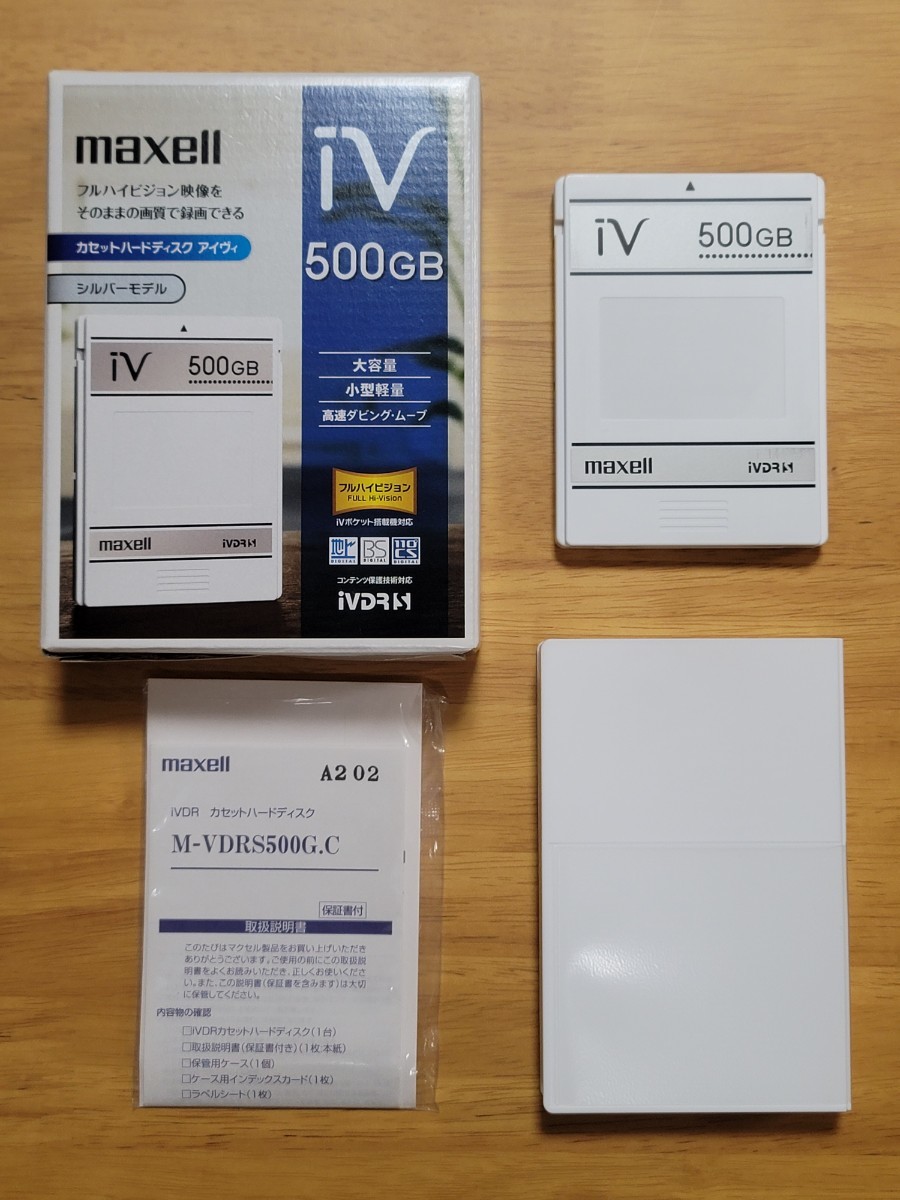 maxell
フルハイビジョン映像を
そのままの画質で録画できる
カセットハードディスク アイヴィ
シルバーモデル
iV
500GB
大容量
小型軽量
高速ダビング・ムーブ
フルハイビジョン
FULL Hi-Vision
iVポケット搭載機対応
地上
DIGITAL
BS
DIGITAL
110°
CS
DIGITAL
コンテンツ保護技術対応
iVDR S
▲
iV 500GB
maxell iVDR S
▲
iV 500GB
maxell iVDR S
maxell
A202
iVDR カセットハードディスク
M-VDRS500G.C
保証書付
取扱説明書
このたびはマクセル製品をお買い上げいただき
ありがとうございます。ご使用の前にこの取扱説
明書をよくお読みいただき、正しくお使いくださ
い。また、この説明書(保証書を含みます)は大切
に保管してください。
内容物の確認
□iVDRカセットハードディスク(1台)
□取扱説明書(保証書付き)(1枚:本紙)
□保管用ケース(1個)
□ケース用インデックスカード(1枚)
□ラベルシート(1枚)